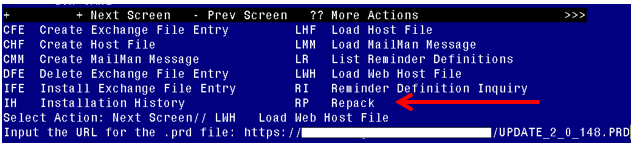 + + Next Screen - Prev Screen ?? More Actions >>>
CFE Create Exchange File Entry LHF Load Host File
CHF Create Host File LMM Load MailMan Message
CMM Create MailMan Message LR List Reminder Definitions
DFE Delete Exchange File Entry LWH Load Web Host File
IFE Install Exchange File Entry RI Reminder Definition Inquiry
IH Installation History RP Repack
Select Action: Next Screen// LWH Load Web Host File
Input the URL for the .prd file: https:// /UPDATE_2_0_148.PRD